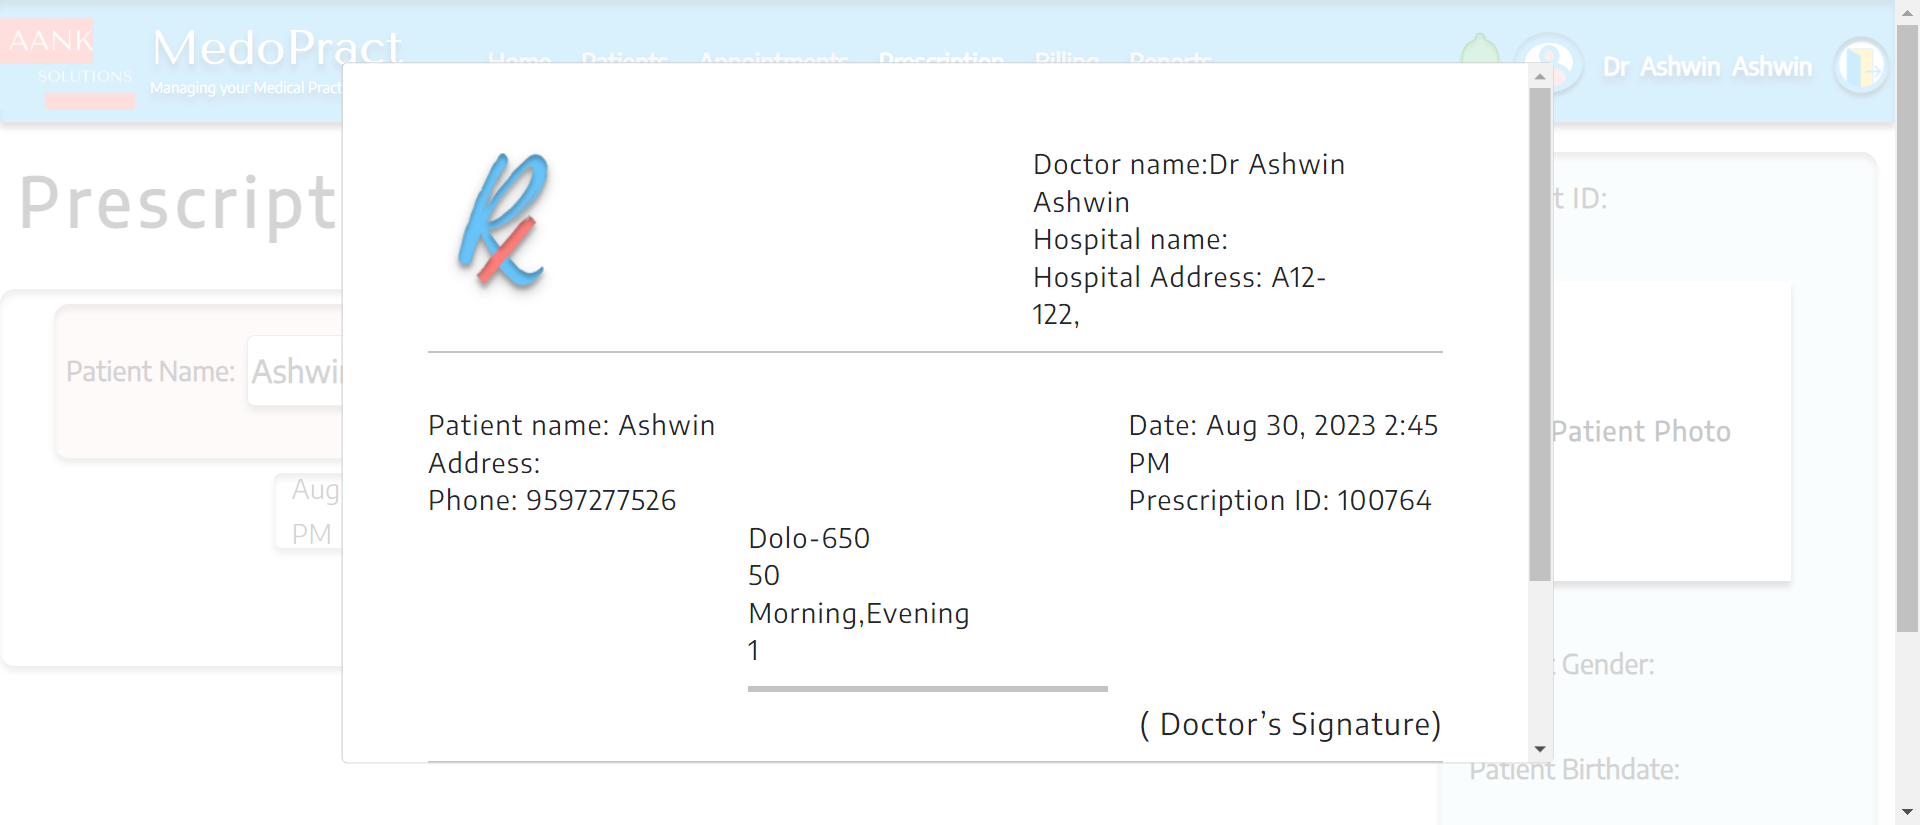 AANK
SOLUTIONS
MedoPract
Managing your Medical Pract
Home Patients Appointments Prescription Billing Reports
Dr Ashwin Ashwin
Prescript
Patient Name: Ashwin
Aug
PM
Doctor name:Dr Ashwin
Ashwin
Hospital name:
Hospital Address: A12-
122,
Patient name: Ashwin
Address:
Phone: 9597277526
Date: Aug 30, 2023 2:45
PM
Prescription ID: 100764
Dolo-650
50
Morning,Evening
1
( Doctor’s Signature)
t ID:
Patient Photo
t Gender:
Patient Birthdate: